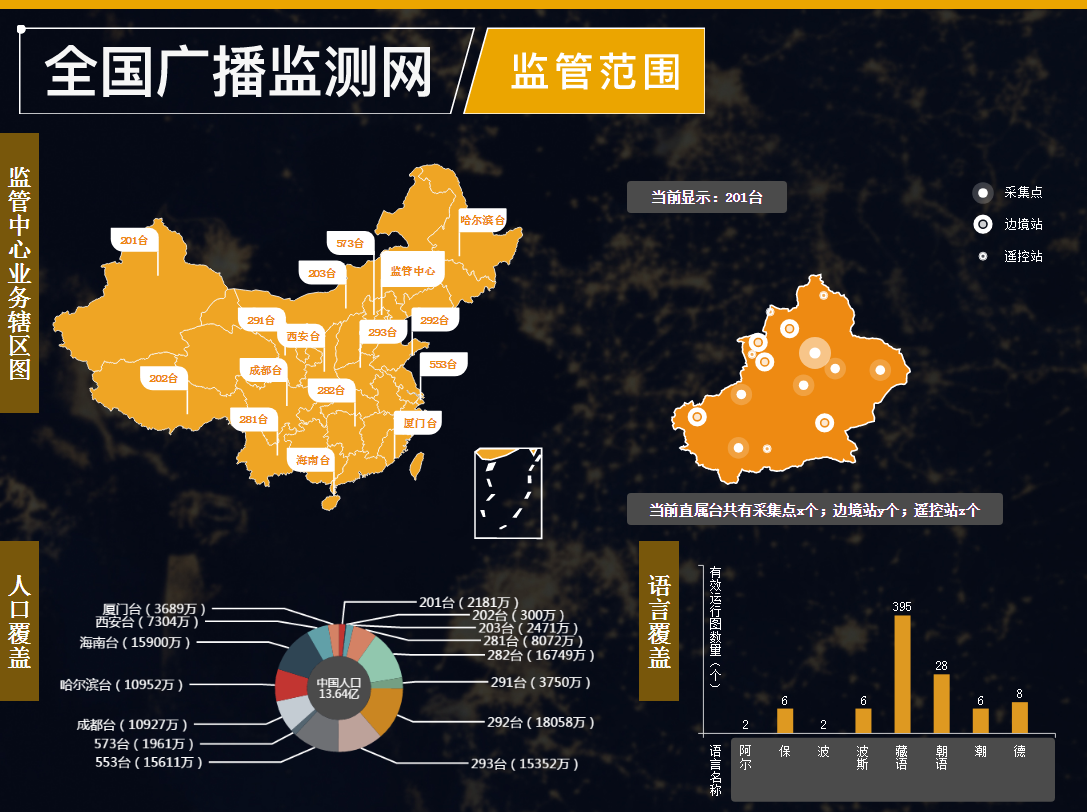 全国广播监测网
监管范围
监管中心业务辖区图
哈尔滨台
201台
573台
203台
监管中心
291台
292台
西安台
293台
成都台
553台
202台
282台
281台
厦门台
海南台
当前显示：201台
采集点
边境站
遥控站
当前直属台共有采集点x个；边境站y个；遥控站z个
人口覆盖
厦门台（3689万）
西安台（7304万）
海南台（15900万）
哈尔滨台（10952万）
成都台（10927万）
573台（1961万）
553台（15611万）
中国人口
13.64亿
201台（2181万）
202台（300万）
203台（2471万）
281台（8072万）
282台（16749万）
291台（3750万）
292台（18058万）
293台（15352万）
语言覆盖
有效运行图数量（个）
2
6
2
6
395
28
6
8
语言名称
阿尔
保
波
波斯
藏语
朝语
潮
德